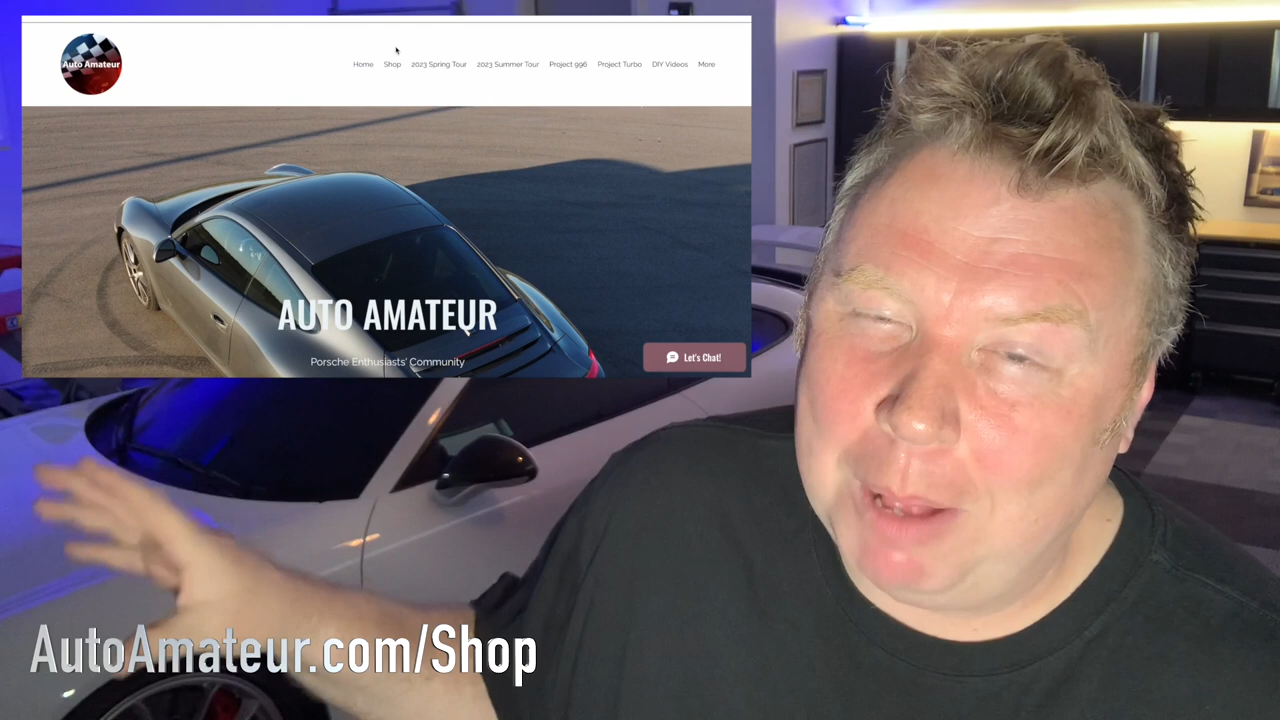 Auto Amateur
Home Shop 2023 Spring Tour 2023 Summer Tour Project 996 Project Turbo DIY Videos More
AUTO AMATEUR
Porsche Enthusiasts' Community
Let's Chat!
AutoAmateur.com/Shop